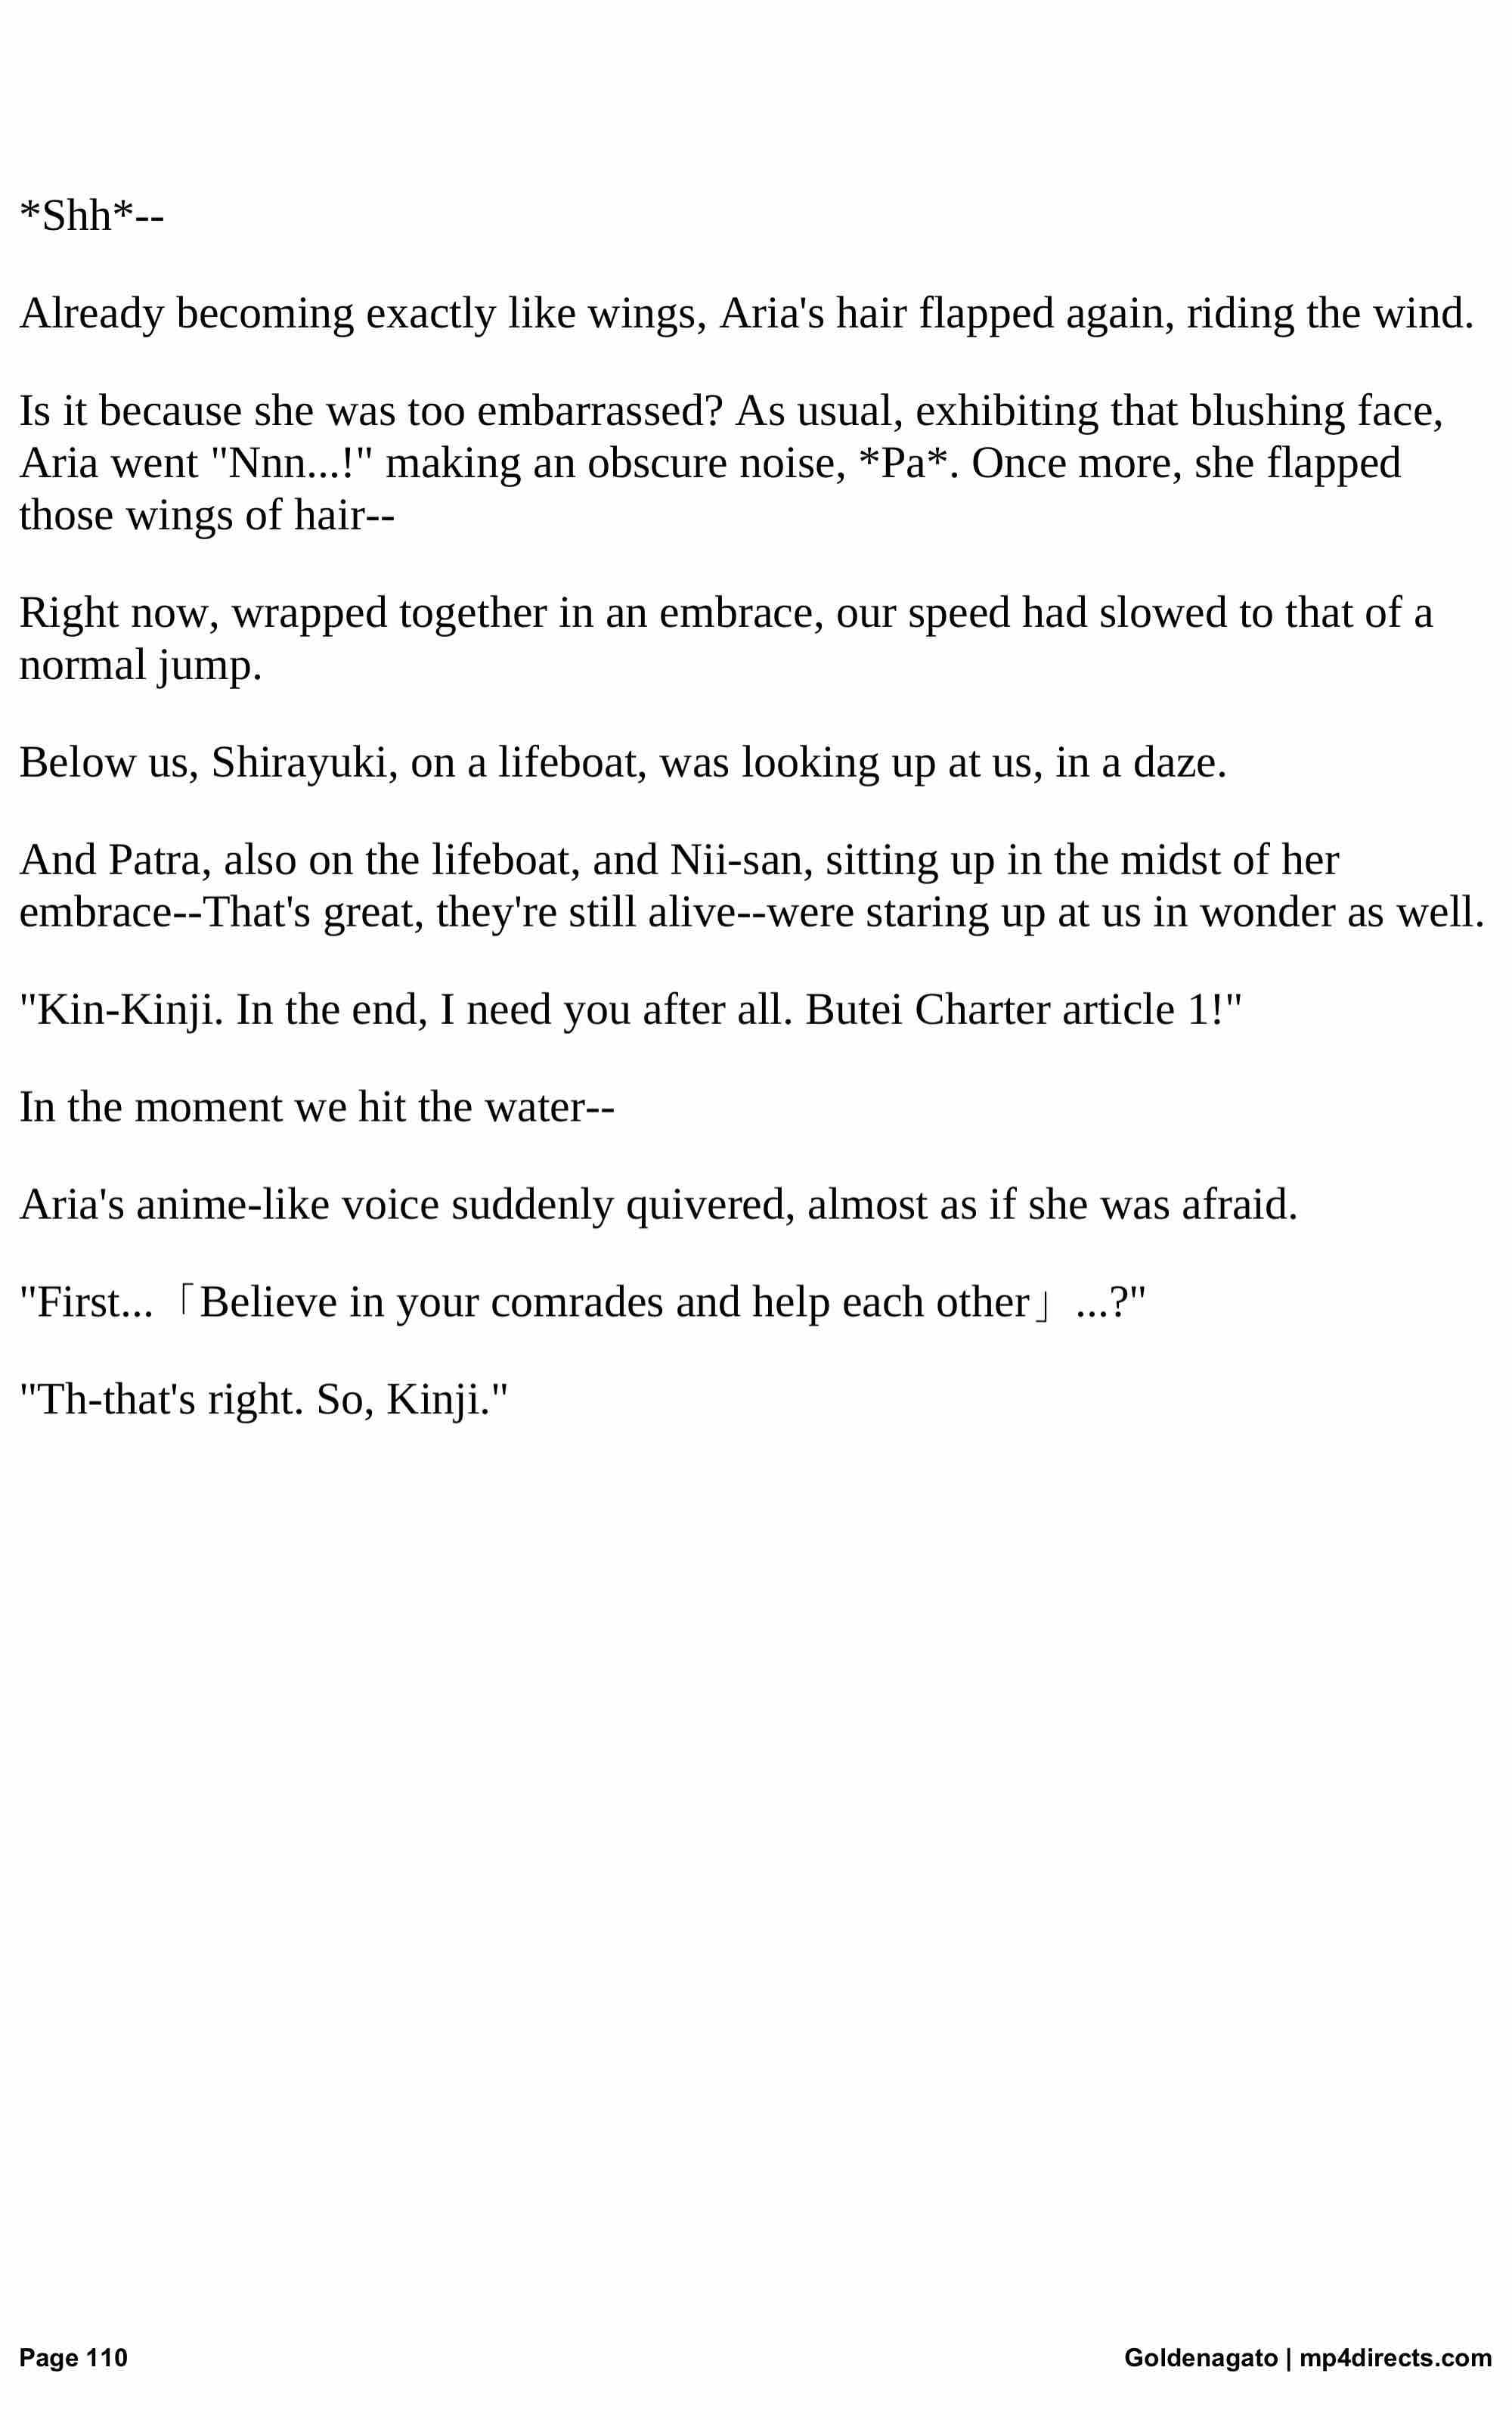 *Shh*--
Already becoming exactly like wings, Aria's hair flapped again, riding the wind.
Is it because she was too embarrassed? As usual, exhibiting that blushing face,
Aria went "Nnn...!" making an obscure noise, *Pa*. Once more, she flapped
those wings of hair--
Right now, wrapped together in an embrace, our speed had slowed to that of a
normal jump.
Below us, Shirayuki, on a lifeboat, was looking up at us, in a daze.
And Patra, also on the lifeboat, and Nii-san, sitting up in the midst of her
embrace--That's great, they're still alive--were staring up at us in wonder as well.
"Kin-Kinji. In the end, I need you after all. Butei Charter article 1!"
In the moment we hit the water--
Aria's anime-like voice suddenly quivered, almost as if she was afraid.
"First... 「Believe in your comrades and help each other」 ...?"
"Th-that's right. So, Kinji."
Page 110
Goldenagato | mp4directs.com